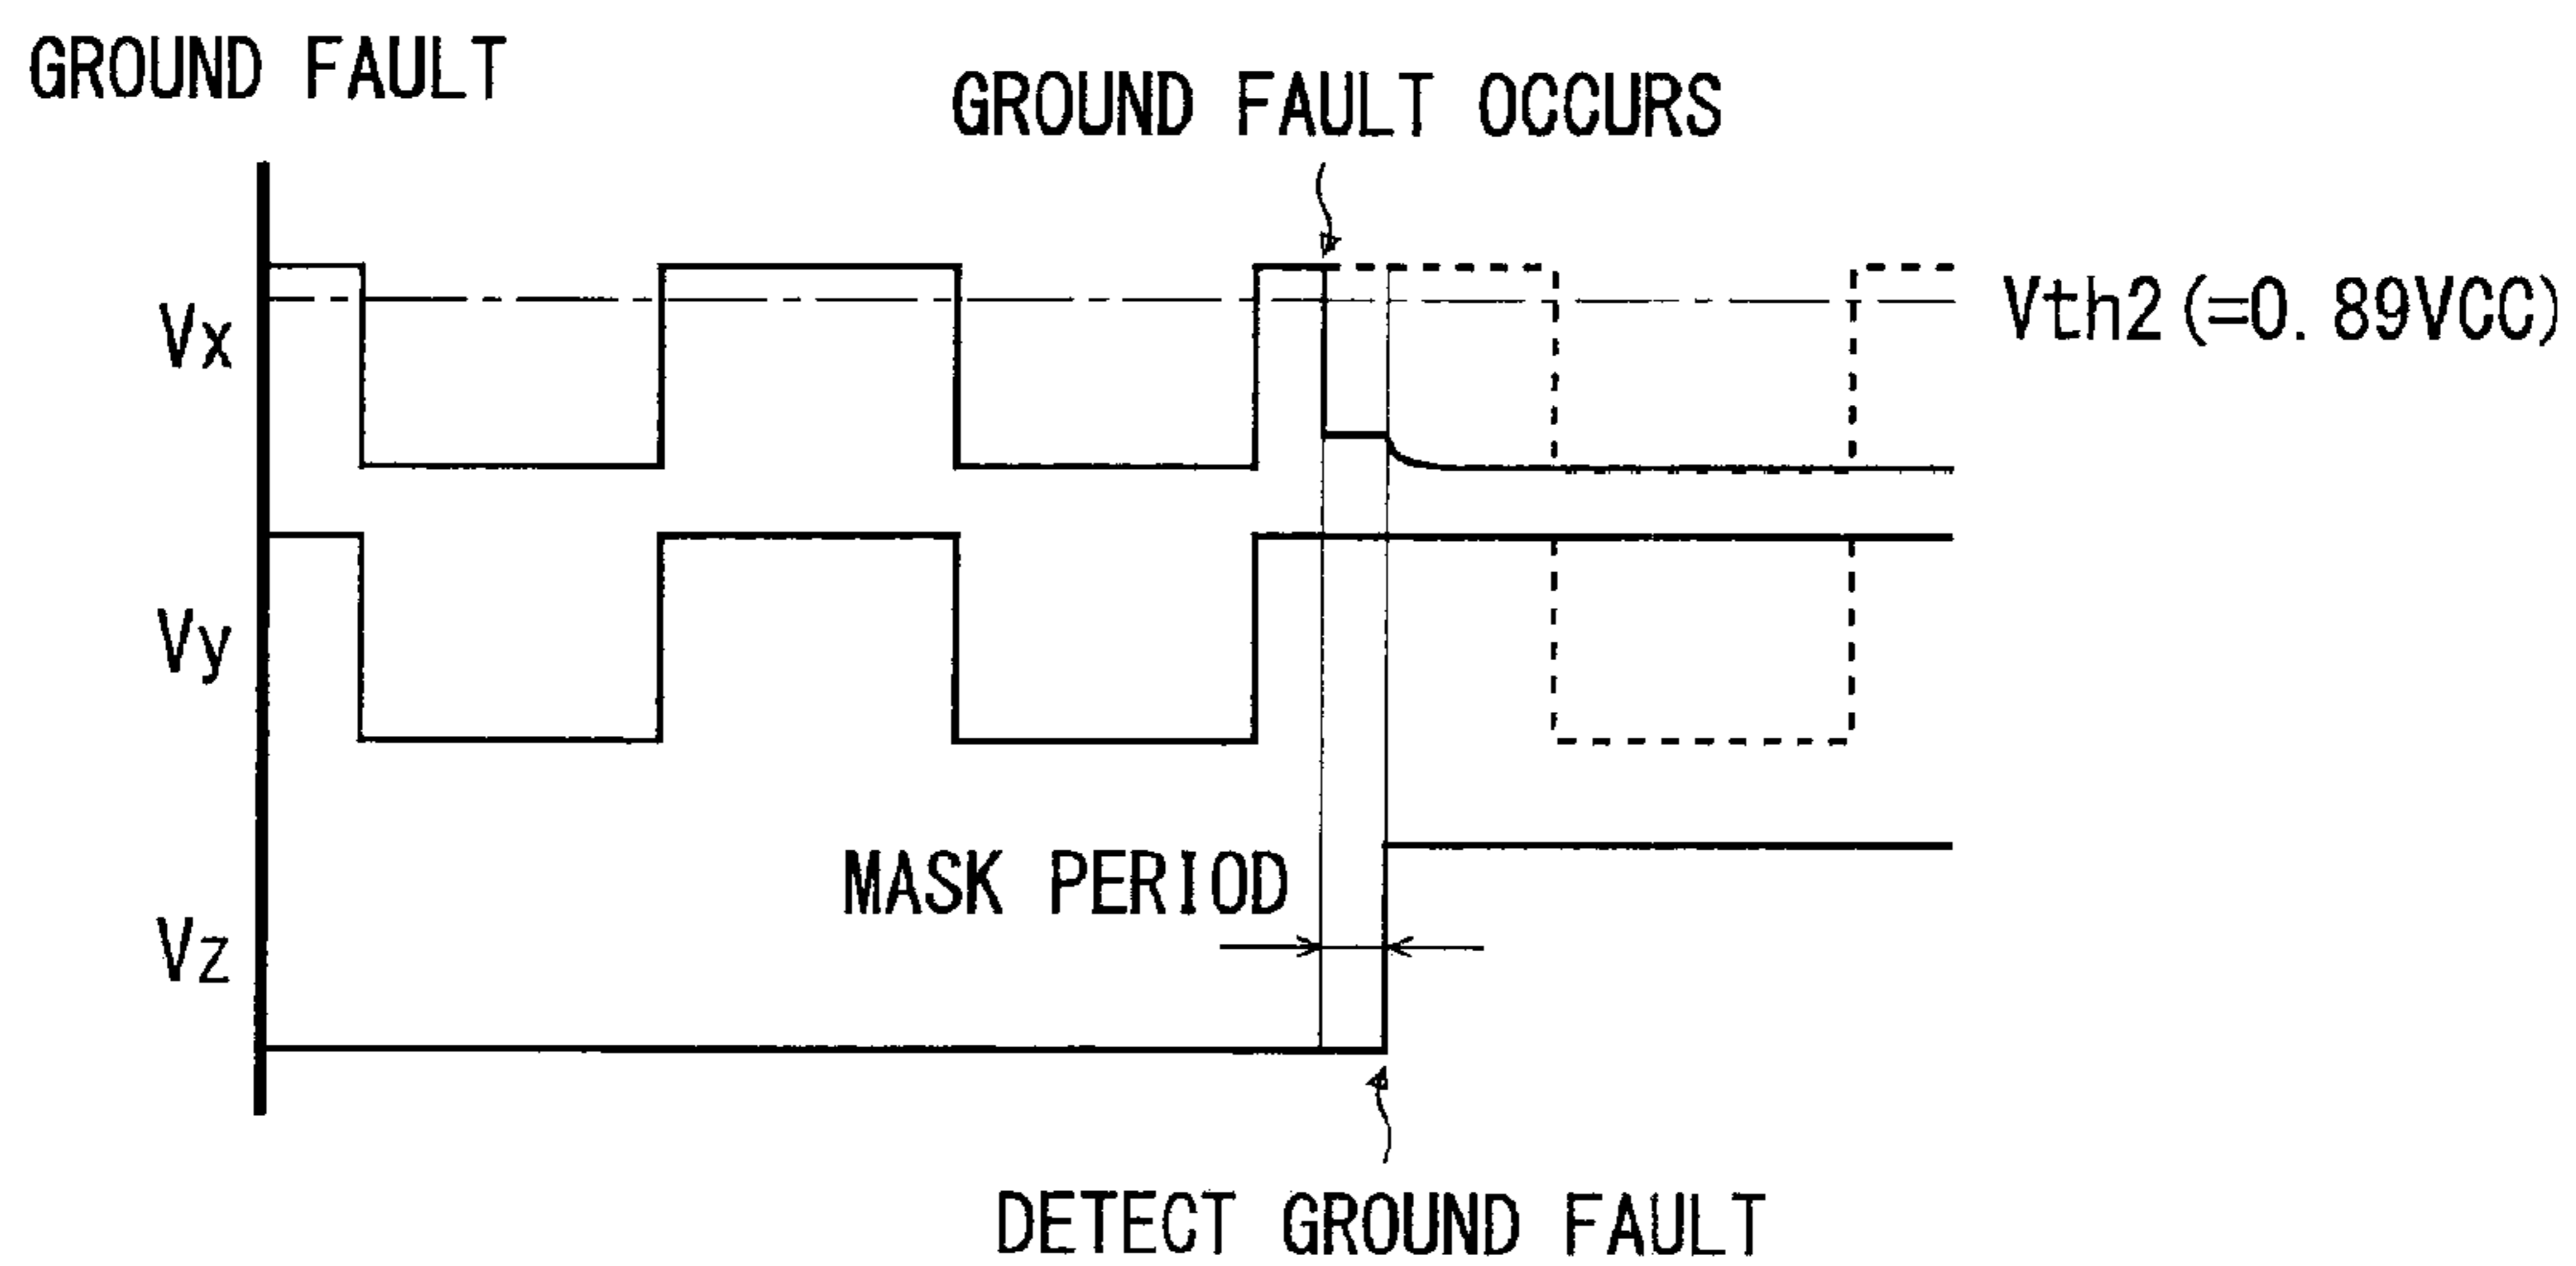 GROUND FAULT
GROUND FAULT OCCURS
Vx
Vth2(=0.89VCC)
Vy
MASK PERIOD
Vz
DETECT GROUND FAULT